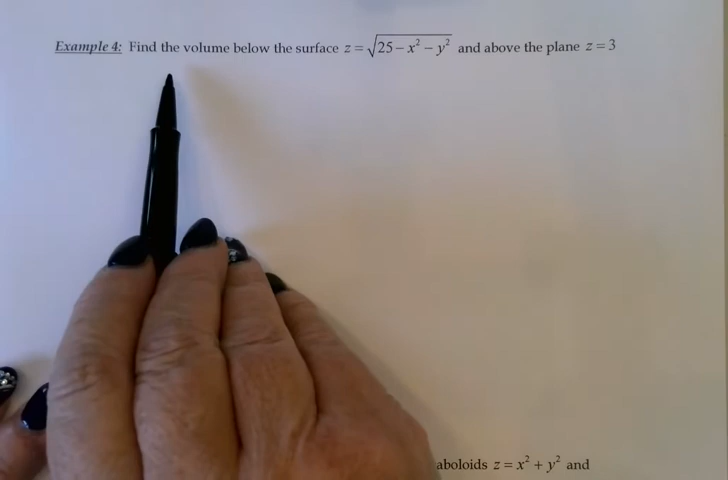 Example 4: Find the volume below the surface z = √(25 − x² − y²) and above the plane z = 3
aboloids z = x² + y² and